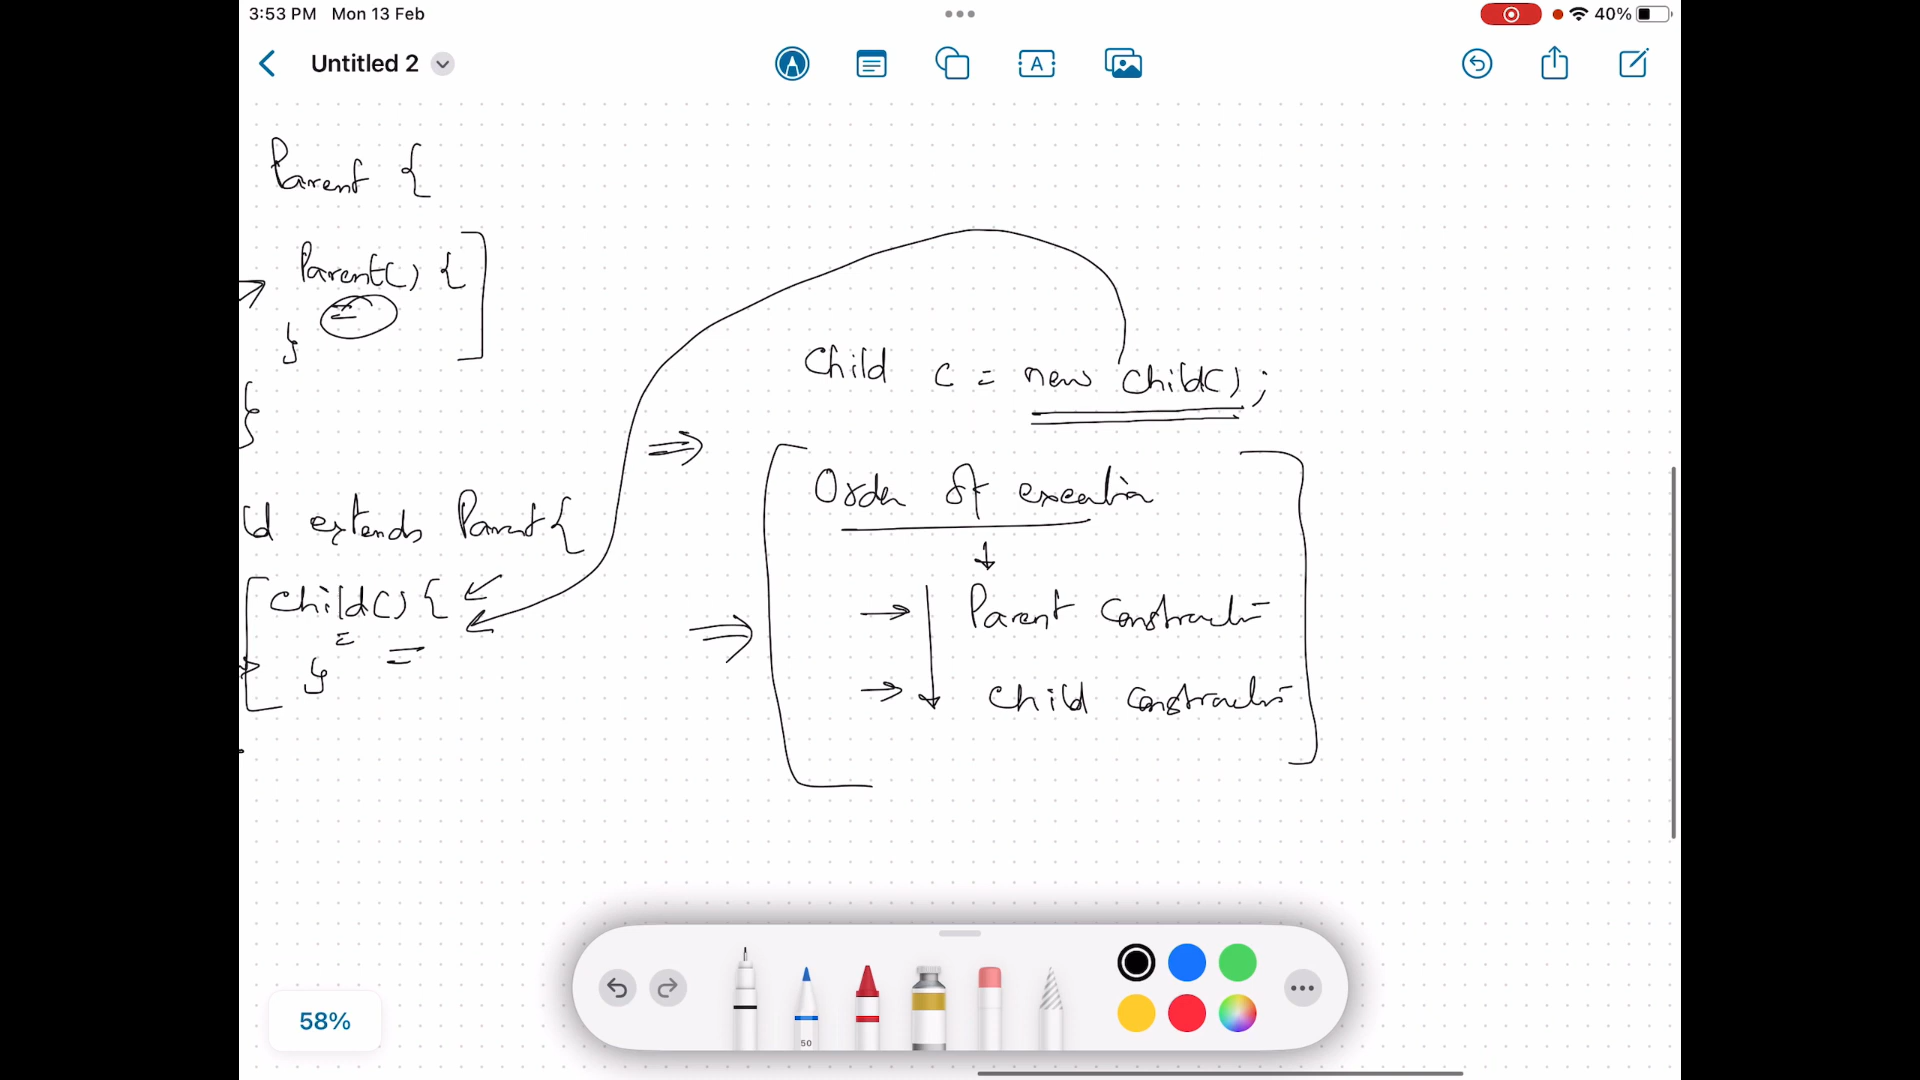 3:53 PM Mon 13 Feb
40%
Untitled 2
A
Parent {
Parent() {
}
}
Child c = new Child();
Order of execution
ld extends Parent {
Child() {
}
Parent Constructor
Child Constructor
50
58%